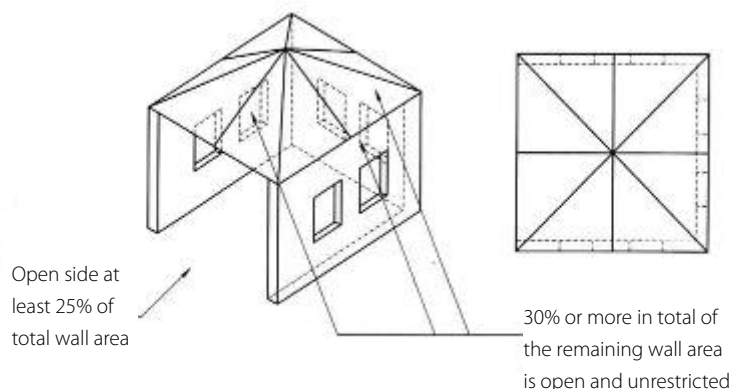 Open side at
least 25% of
total wall area
30% or more in total of
the remaining wall area
is open and unrestricted